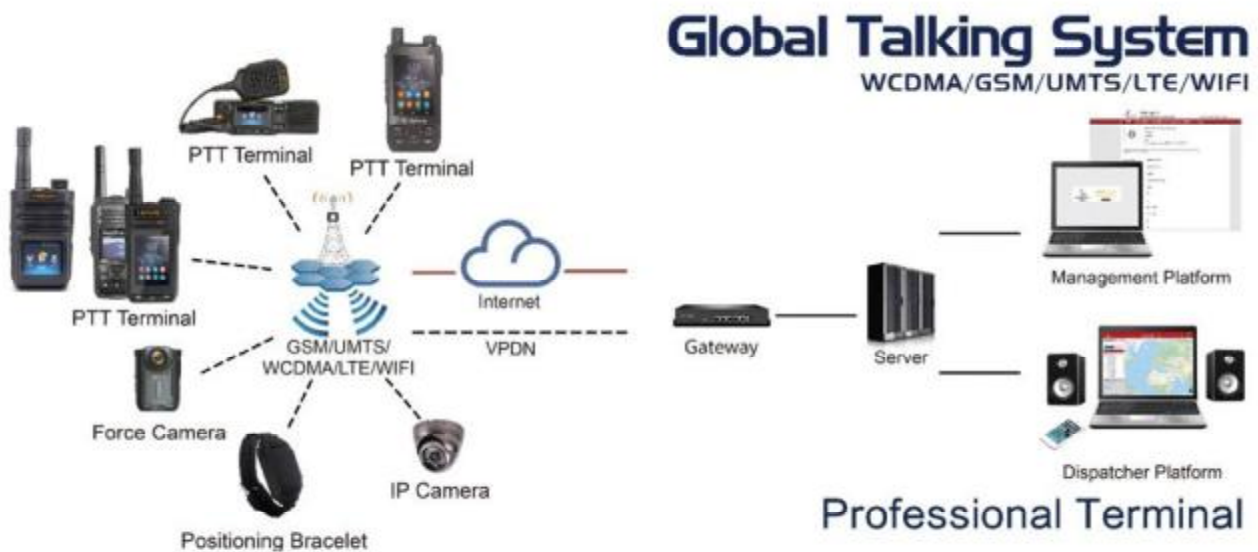 Global Talking System
WCDMA/GSM/UMTS/LTE/WIFI
PTT Terminal
PTT Terminal
PTT Terminal
GSM/UMTS/
WCDMA/LTE/WIFI
Internet
VPDN
Force Camera
Positioning Bracelet
IP Camera
Gateway
Server
Management Platform
Dispatcher Platform
Professional Terminal